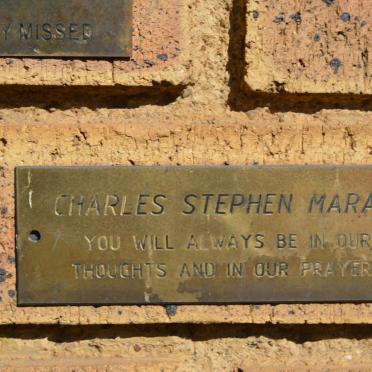 Y MISSED
CHARLES STEPHEN MARA
YOU WILL ALWAYS BE IN OUR
THOUGHTS AND IN OUR PRAYER